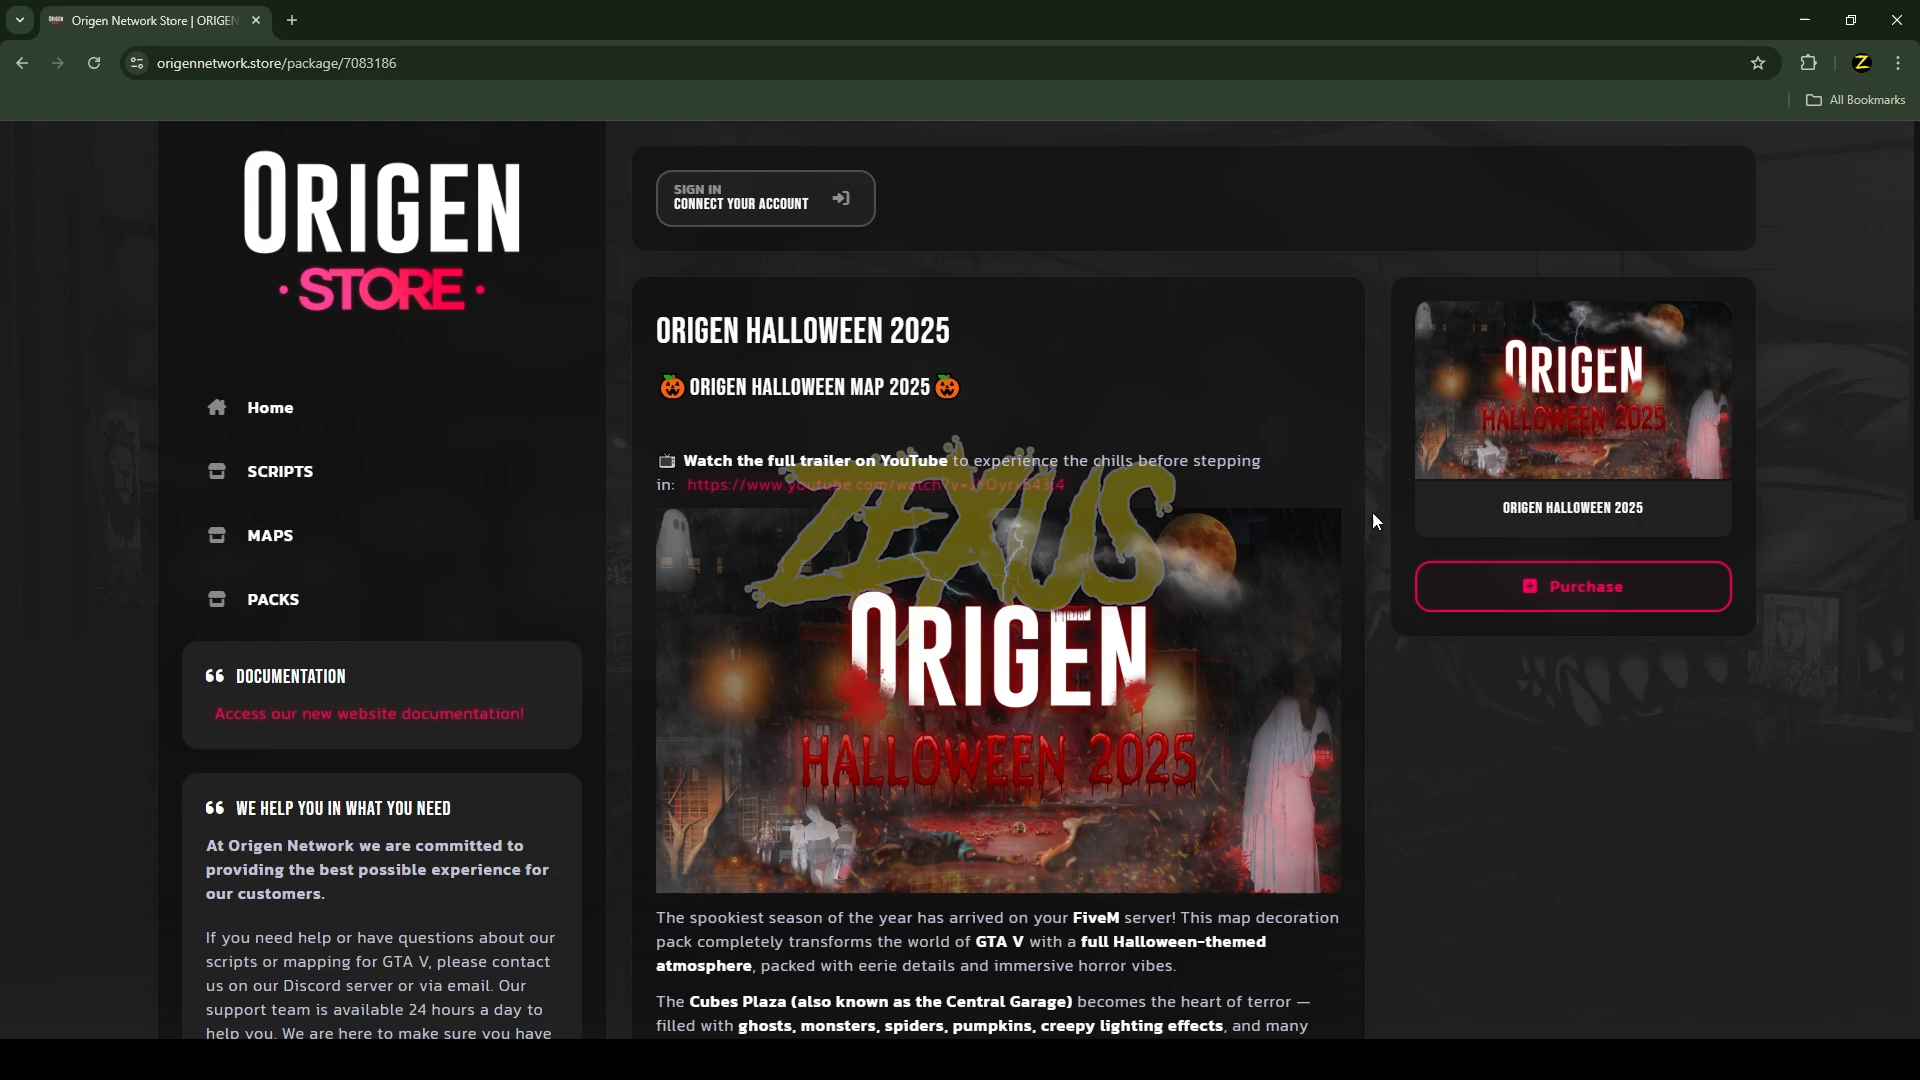 Origen Network Store | ORIGEN
origennetwork.store/package/7083186
All Bookmarks
ORIGEN
· STORE ·
Home
SCRIPTS
MAPS
PACKS
DOCUMENTATION
Access our new website documentation!
WE HELP YOU IN WHAT YOU NEED
At Origen Network we are committed to
providing the best possible experience for
our customers.
If you need help or have questions about our
scripts or mapping for GTA V, please contact
us on our Discord server or via email. Our
support team is available 24 hours a day to
help you. We are here to make sure you have
SIGN IN
CONNECT YOUR ACCOUNT
ORIGEN HALLOWEEN 2025
🎃 ORIGEN HALLOWEEN MAP 2025 🎃
📺 Watch the full trailer on YouTube to experience the chills before stepping
in:
ZEXUS
ORIGEN
HALLOWEEN 2025
The spookiest season of the year has arrived on your FiveM server! This map decoration
pack completely transforms the world of GTA V with a full Halloween-themed
atmosphere, packed with eerie details and immersive horror vibes.
The Cubes Plaza (also known as the Central Garage) becomes the heart of terror —
filled with ghosts, monsters, spiders, pumpkins, creepy lighting effects, and many
ORIGEN
HALLOWEEN 2025
ORIGEN HALLOWEEN 2025
Purchase